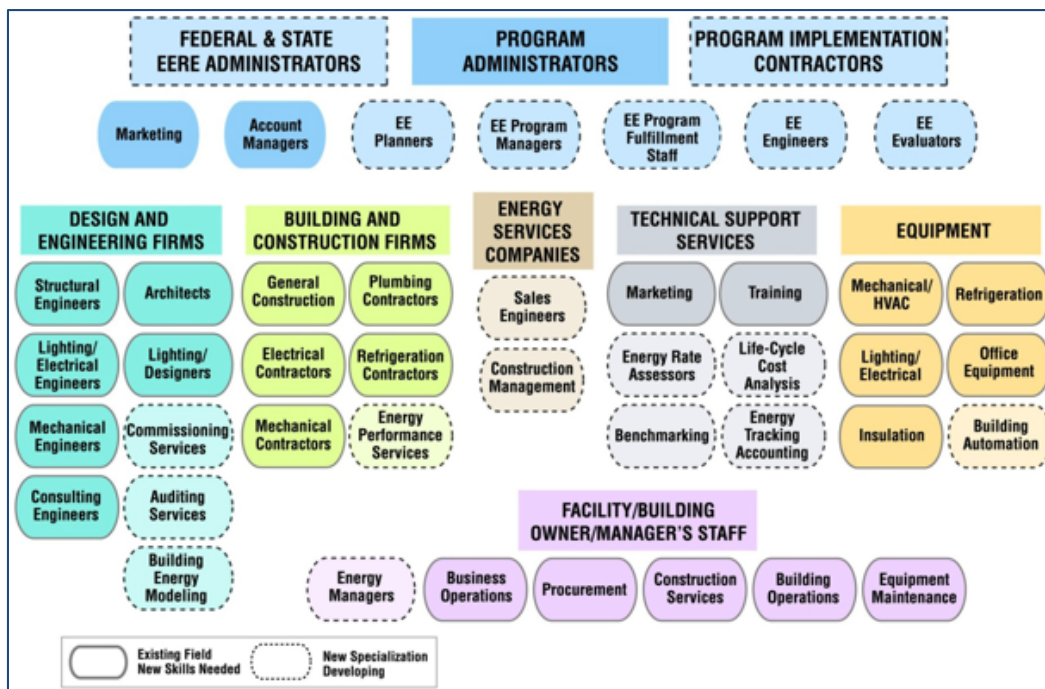 FEDERAL & STATE
EERE ADMINISTRATORS
PROGRAM
ADMINISTRATORS
PROGRAM IMPLEMENTATION
CONTRACTORS
Marketing
Account
Managers
EE
Planners
EE Program
Managers
EE Program
Fulfillment
Staff
EE
Engineers
EE
Evaluators
DESIGN AND
ENGINEERING FIRMS
Structural
Engineers
Architects
Lighting/
Electrical
Engineers
Lighting/
Designers
Mechanical
Engineers
Commissioning
Services
Consulting
Engineers
Auditing
Services
Building
Energy
Modeling
BUILDING AND
CONSTRUCTION FIRMS
General
Construction
Plumbing
Contractors
Electrical
Contractors
Refrigeration
Contractors
Mechanical
Contractors
Energy
Performance
Services
ENERGY
SERVICES
COMPANIES
Sales
Engineers
Construction
Management
TECHNICAL SUPPORT
SERVICES
Marketing
Training
Energy Rate
Assessors
Life-Cycle
Cost
Analysis
Benchmarking
Energy
Tracking
Accounting
EQUIPMENT
Mechanical/
HVAC
Refrigeration
Lighting/
Electrical
Office
Equipment
Insulation
Building
Automation
FACILITY/BUILDING
OWNER/MANAGER'S STAFF
Energy
Managers
Business
Operations
Procurement
Construction
Services
Building
Operations
Equipment
Maintenance
Existing Field
New Skills Needed
New Specialization
Developing